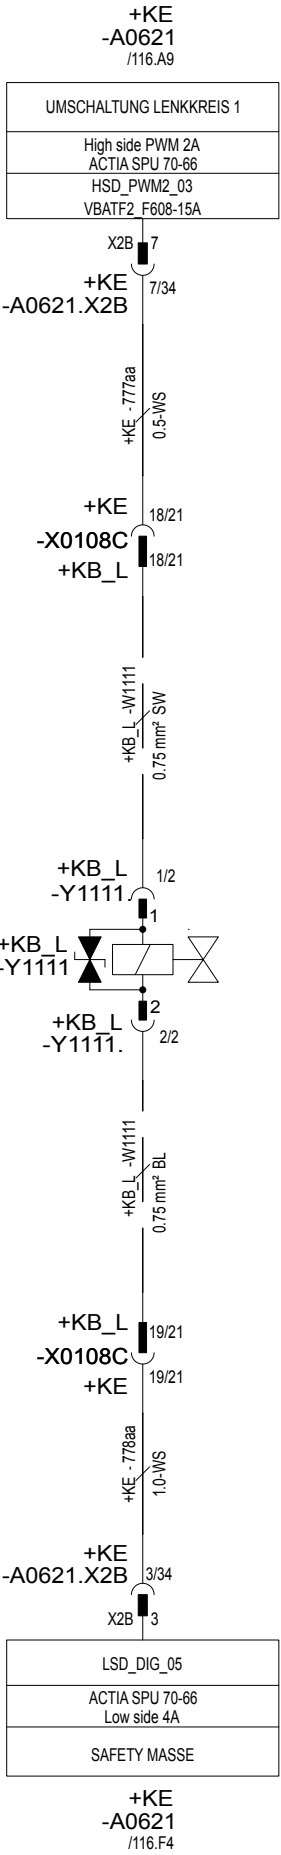 +KE
-A0621
/116.A9
UMSCHALTUNG LENKKREIS 1
High side PWM 2A
ACTIA SPU 70-66
HSD_PWM2_03
VBATF2_F608-15A
X2B 7
+KE 7/34
-A0621.X2B
+KE -777aa
0.5-WS
+KE 18/21
-X0108C
+KB_L 18/21
+KB_L -W1111
0.75 mm² SW
+KB_L 1/2
-Y1111.
1
+KB_L
-Y1111
2
+KB_L 2/2
-Y1111.
+KB_L -W1111
0.75 mm² BL
+KB_L 19/21
-X0108C
+KE 19/21
+KE -778aa
1.0-WS
+KE
-A0621.X2B 3/34
X2B 3
LSD_DIG_05
ACTIA SPU 70-66
Low side 4A
SAFETY MASSE
+KE
-A0621
/116.F4